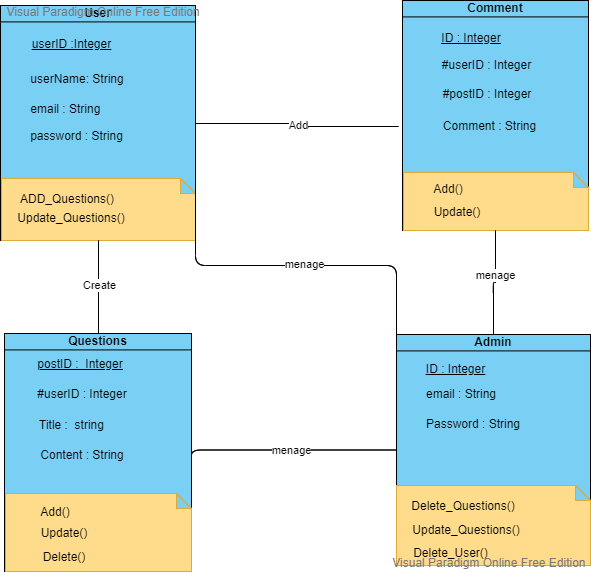 Visual Paradigm Online Free Edition
User
userID :Integer
userName: String
email : String
password : String
ADD_Questions()
Update_Questions()
Comment
ID : Integer
#userID : Integer
#postID : Integer
Comment : String
Add()
Update()
Add
menage
Create
menage
Questions
postID :  Integer
#userID : Integer
Title :  string
Content : String
Add()
Update()
Delete()
menage
Admin
ID : Integer
email : String
Password : String
Delete_Questions()
Update_Questions()
Delete_User()
Visual Paradigm Online Free Edition